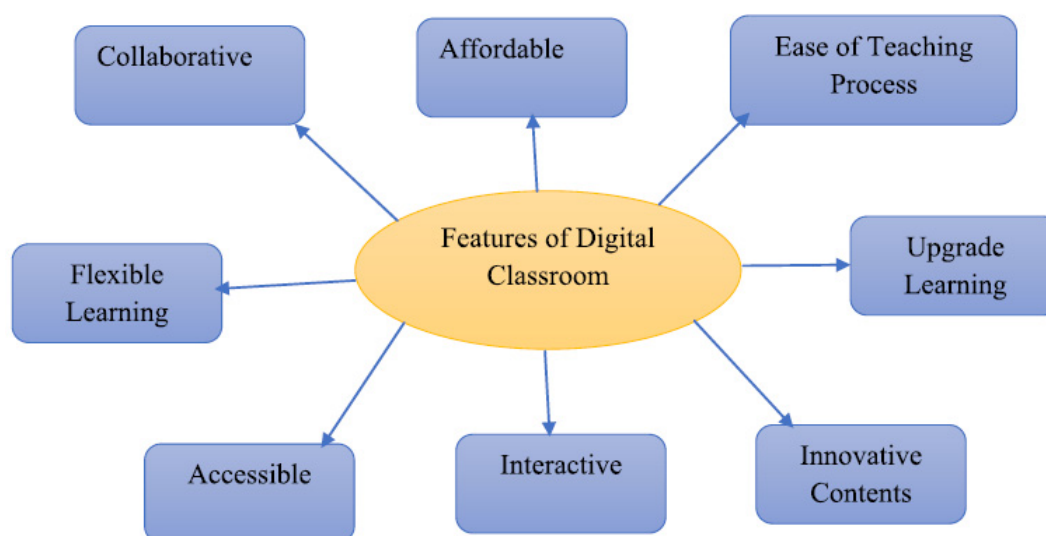 Collaborative
Affordable
Ease of Teaching
Process
Features of Digital
Classroom
Flexible
Learning
Upgrade
Learning
Accessible
Interactive
Innovative
Contents